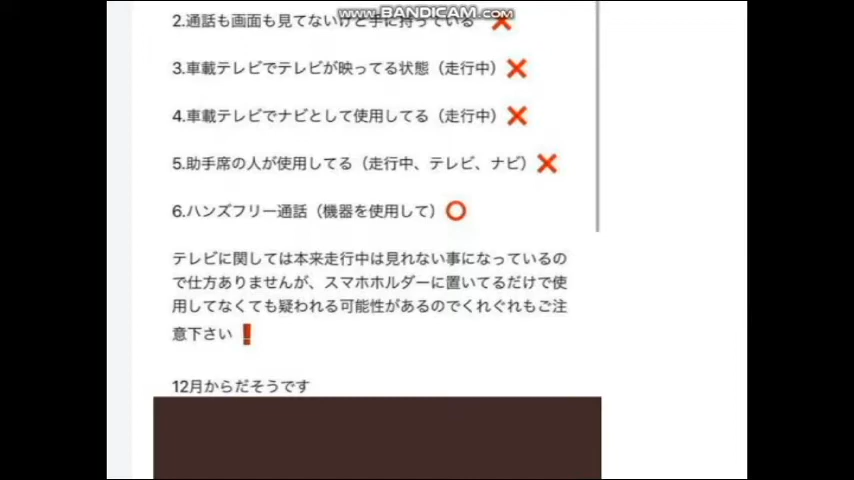 www.BANDICAM.com
2.通話も画面も見てないけど手に持っている ❌
3.車載テレビでテレビが映ってる状態（走行中）❌
4.車載テレビでナビとして使用してる（走行中）❌
5.助手席の人が使用してる（走行中、テレビ、ナビ）❌
6.ハンズフリー通話（機器を使用して）⭕
テレビに関しては本来走行中は見れない事になっているの
で仕方ありませんが、スマホホルダーに置いてるだけで使
用してなくても疑われる可能性があるのでくれぐれもご注
意下さい❗
12月からだそうです